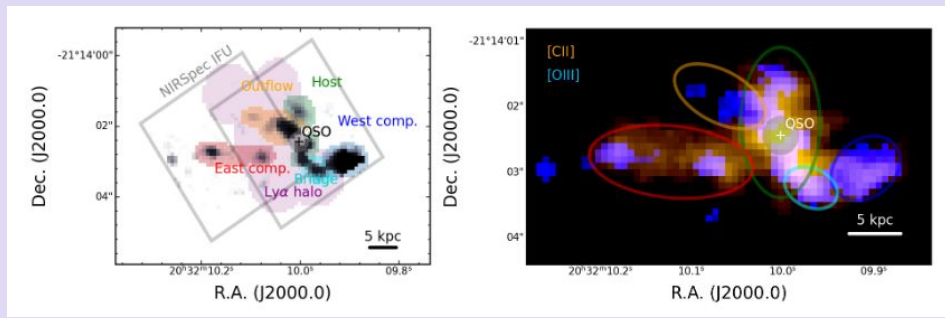 -21°14'00"
02"
04"
Dec. (J2000.0)
NIRSpec IFU
Outflow
Host
QSO
West comp.
East comp.
Bridge
Lyα halo
5 kpc
20ʰ32ᵐ10.2ˢ
10.0ˢ
09.8ˢ
R.A. (J2000.0)
-21°14'01"
02"
03"
04"
Dec. (J2000.0)
[CII]
[OIII]
QSO
5 kpc
20ʰ32ᵐ10.2ˢ
10.1ˢ
10.0ˢ
09.9ˢ
R.A. (J2000.0)